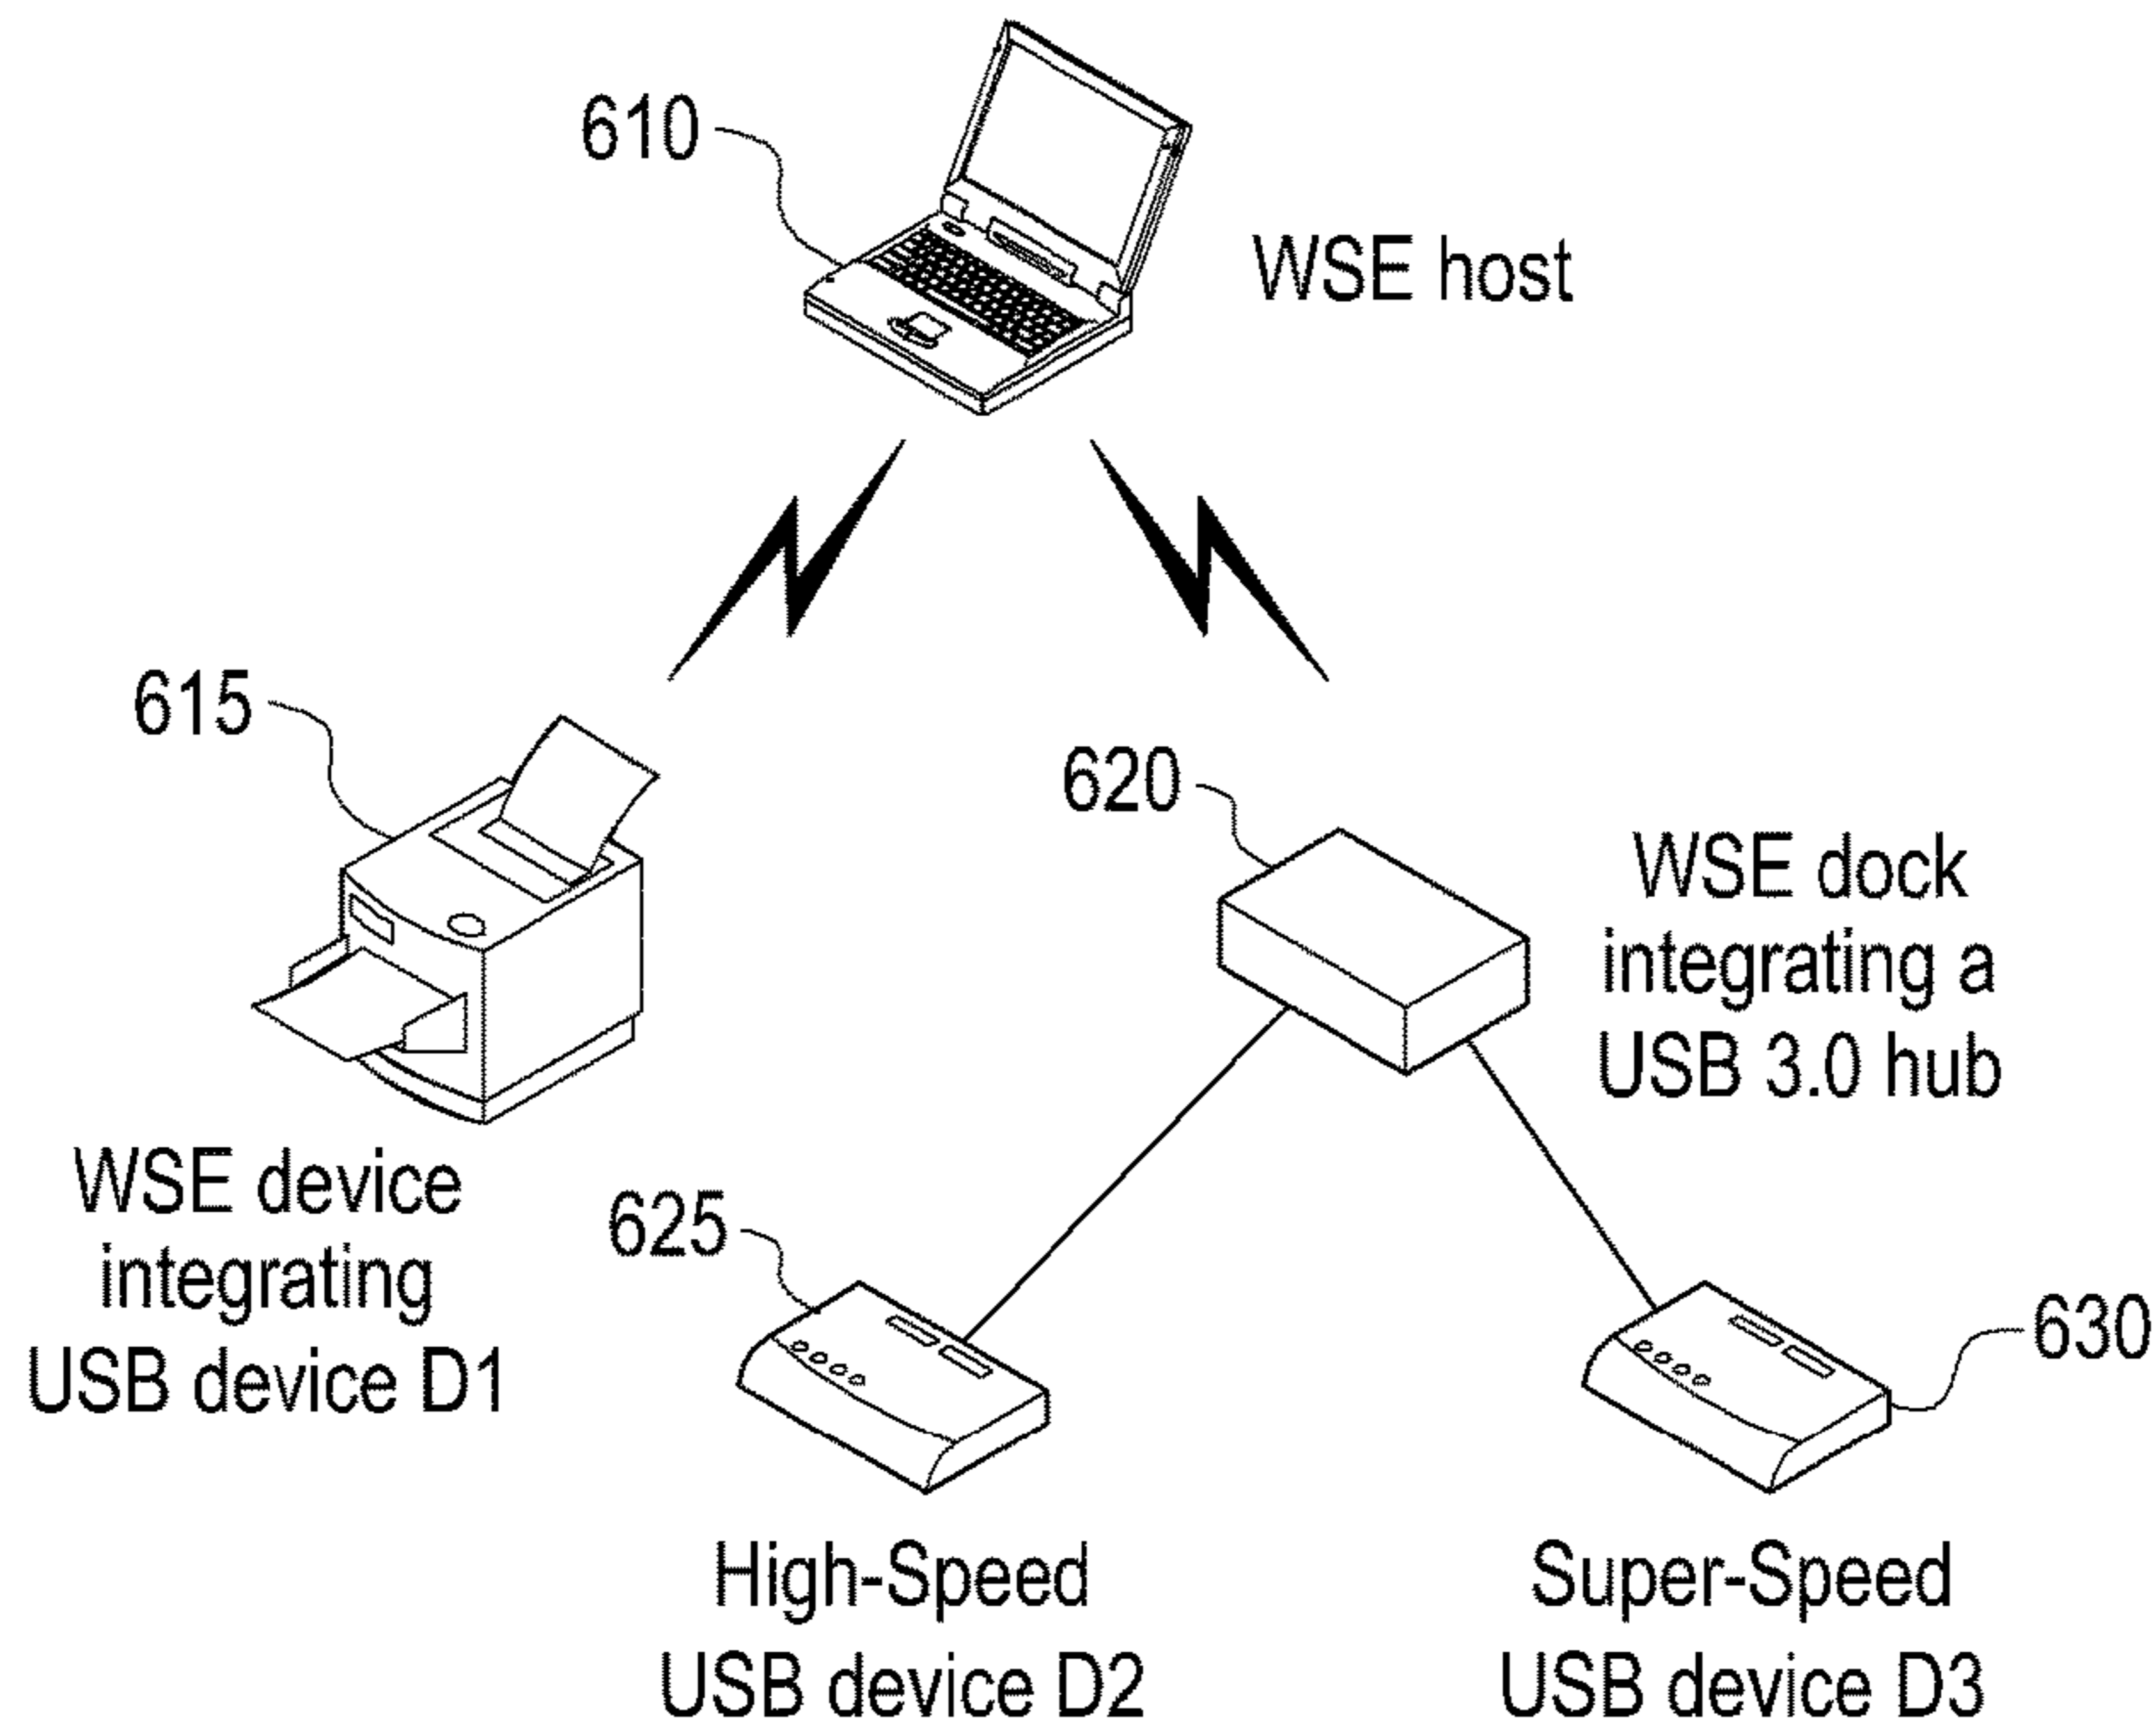 610
WSE host
615
620
WSE dock
integrating a
USB 3.0 hub
WSE device
integrating
USB device D1
625
630
High-Speed
USB device D2
Super-Speed
USB device D3